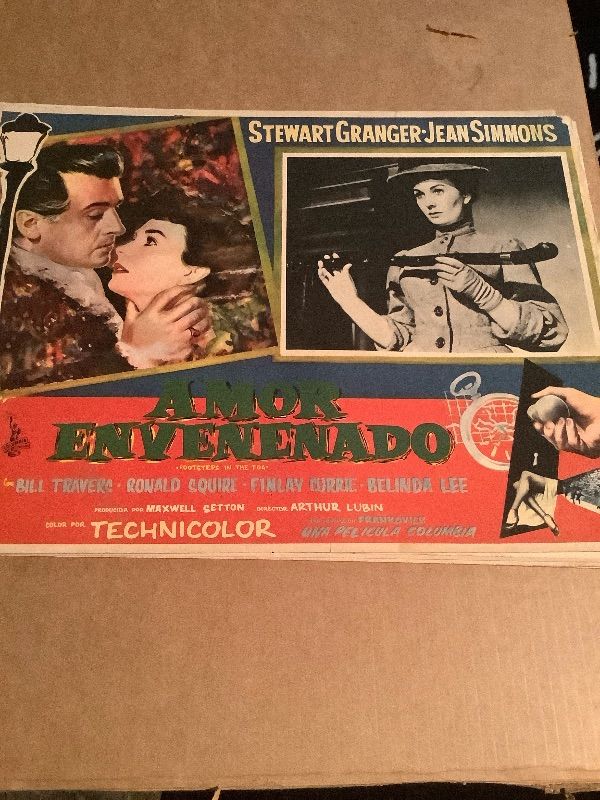 STEWART GRANGER·JEAN SIMMONS
AMOR
ENVENENADO
·FOOTSTEPS IN THE FOG·
CON BILL TRAVERS · RONALD SQUIRE · FINLAY CURRIE · BELINDA LEE
PRODUCIDA POR MAXWELL SETTON DIRECTOR ARTHUR LUBIN
COLOR POR TECHNICOLOR
FRANKOVICH
UNA PELICULA COLUMBIA